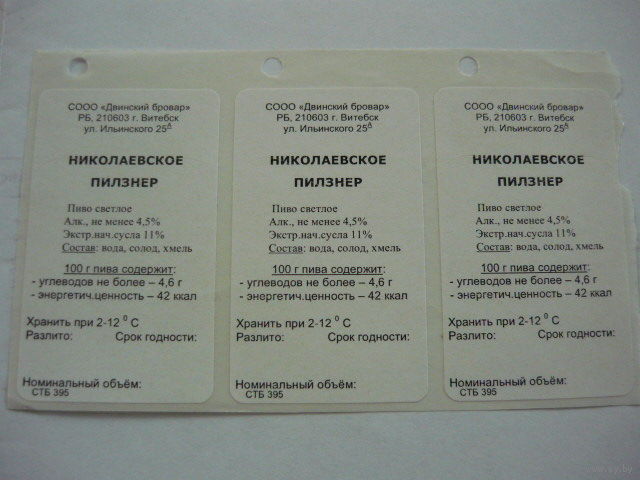 СООО «Двинский бровар»
РБ, 210603 г. Витебск
ул. Ильинского 25А
НИКОЛАЕВСКОЕ
ПИЛЗНЕР
Пиво светлое
Алк., не менее 4,5%
Экстр.нач.сусла 11%
Состав: вода, солод, хмель
100 г пива содержит:
- углеводов не более – 4,6 г
- энергетич.ценность – 42 ккал
Хранить при 2-12 ⁰ С
Разлито: Срок годности:
Номинальный объём:
СТБ 395
СООО «Двинский бровар»
РБ, 210603 г. Витебск
ул. Ильинского 25А
НИКОЛАЕВСКОЕ
ПИЛЗНЕР
Пиво светлое
Алк., не менее 4,5%
Экстр.нач.сусла 11%
Состав: вода, солод, хмель
100 г пива содержит:
- углеводов не более – 4,6 г
- энергетич.ценность – 42 ккал
Хранить при 2-12 ⁰ С
Разлито: Срок годности:
Номинальный объём:
СТБ 395
СООО «Двинский бровар»
РБ, 210603 г. Витебск
ул. Ильинского 25А
НИКОЛАЕВСКОЕ
ПИЛЗНЕР
Пиво светлое
Алк., не менее 4,5%
Экстр.нач.сусла 11%
Состав: вода, солод, хмель
100 г пива содержит:
- углеводов не более – 4,6 г
- энергетич.ценность – 42 ккал
Хранить при 2-12 ⁰ С
Разлито: Срок годности:
Номинальный объём:
СТБ 395